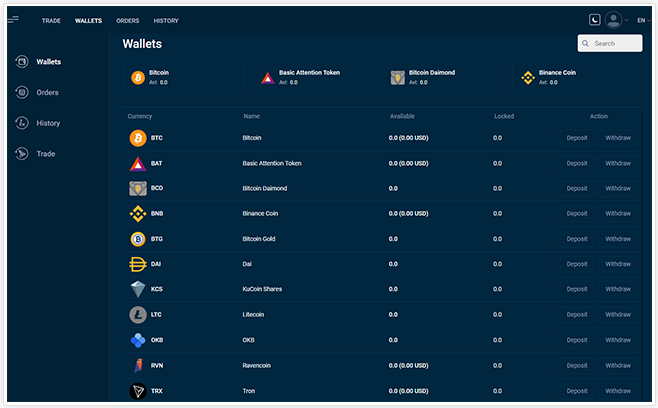 TRADE WALLETS ORDERS HISTORY EN
Wallets
Search
Wallets
Orders
History
Trade
Bitcoin
Avl: 0.0
Basic Attention Token
Avl: 0.0
Bitcoin Daimond
Avl: 0.0
Binance Coin
Avl: 0.0
Currency Name Available Locked Action
BTC Bitcoin 0.0 (0.00 USD) 0.0 Deposit Withdraw
BAT Basic Attention Token 0.0 (0.00 USD) 0.0 Deposit Withdraw
BCD Bitcoin Daimond 0.0 0.0 Deposit Withdraw
BNB Binance Coin 0.0 (0.00 USD) 0.0 Deposit Withdraw
BTG Bitcoin Gold 0.0 0.0 Deposit Withdraw
DAI Dai 0.0 0.0 Deposit Withdraw
KCS KuCoin Shares 0.0 0.0 Deposit Withdraw
LTC Litecoin 0.0 0.0 Deposit Withdraw
OKB OKB 0.0 0.0 Deposit Withdraw
RVN Ravencoin 0.0 (0.00 USD) 0.0 Deposit Withdraw
TRX Tron 0.0 (0.00 USD) 0.0 Deposit Withdraw